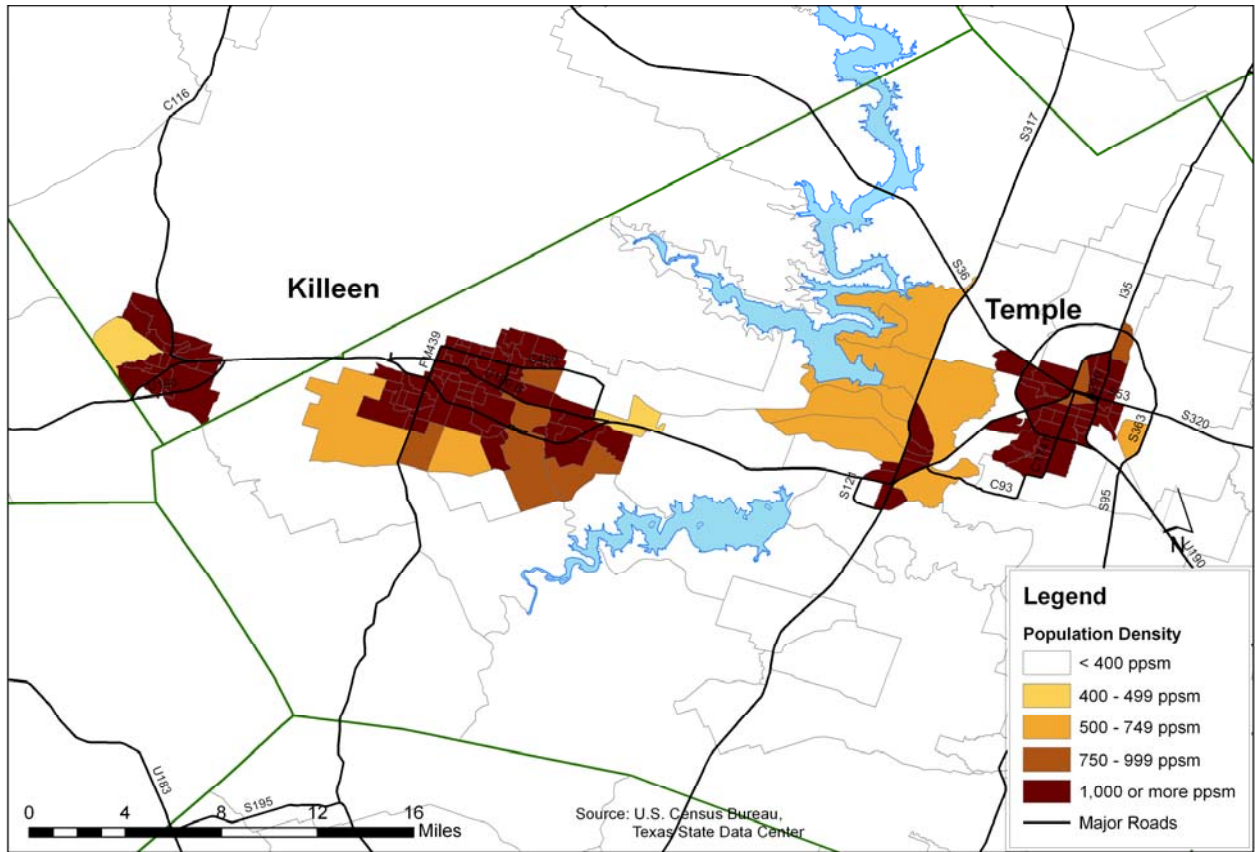 C116
S317
Killeen
S36
Temple
I35
FM439
53
S320
S363
S121
C93
S95
N
U190
Legend
Population Density
< 400 ppsm
400 - 499 ppsm
500 - 749 ppsm
750 - 999 ppsm
1,000 or more ppsm
Major Roads
U183
S195
0 4 8 12 16
Miles
Source: U.S. Census Bureau,
Texas State Data Center